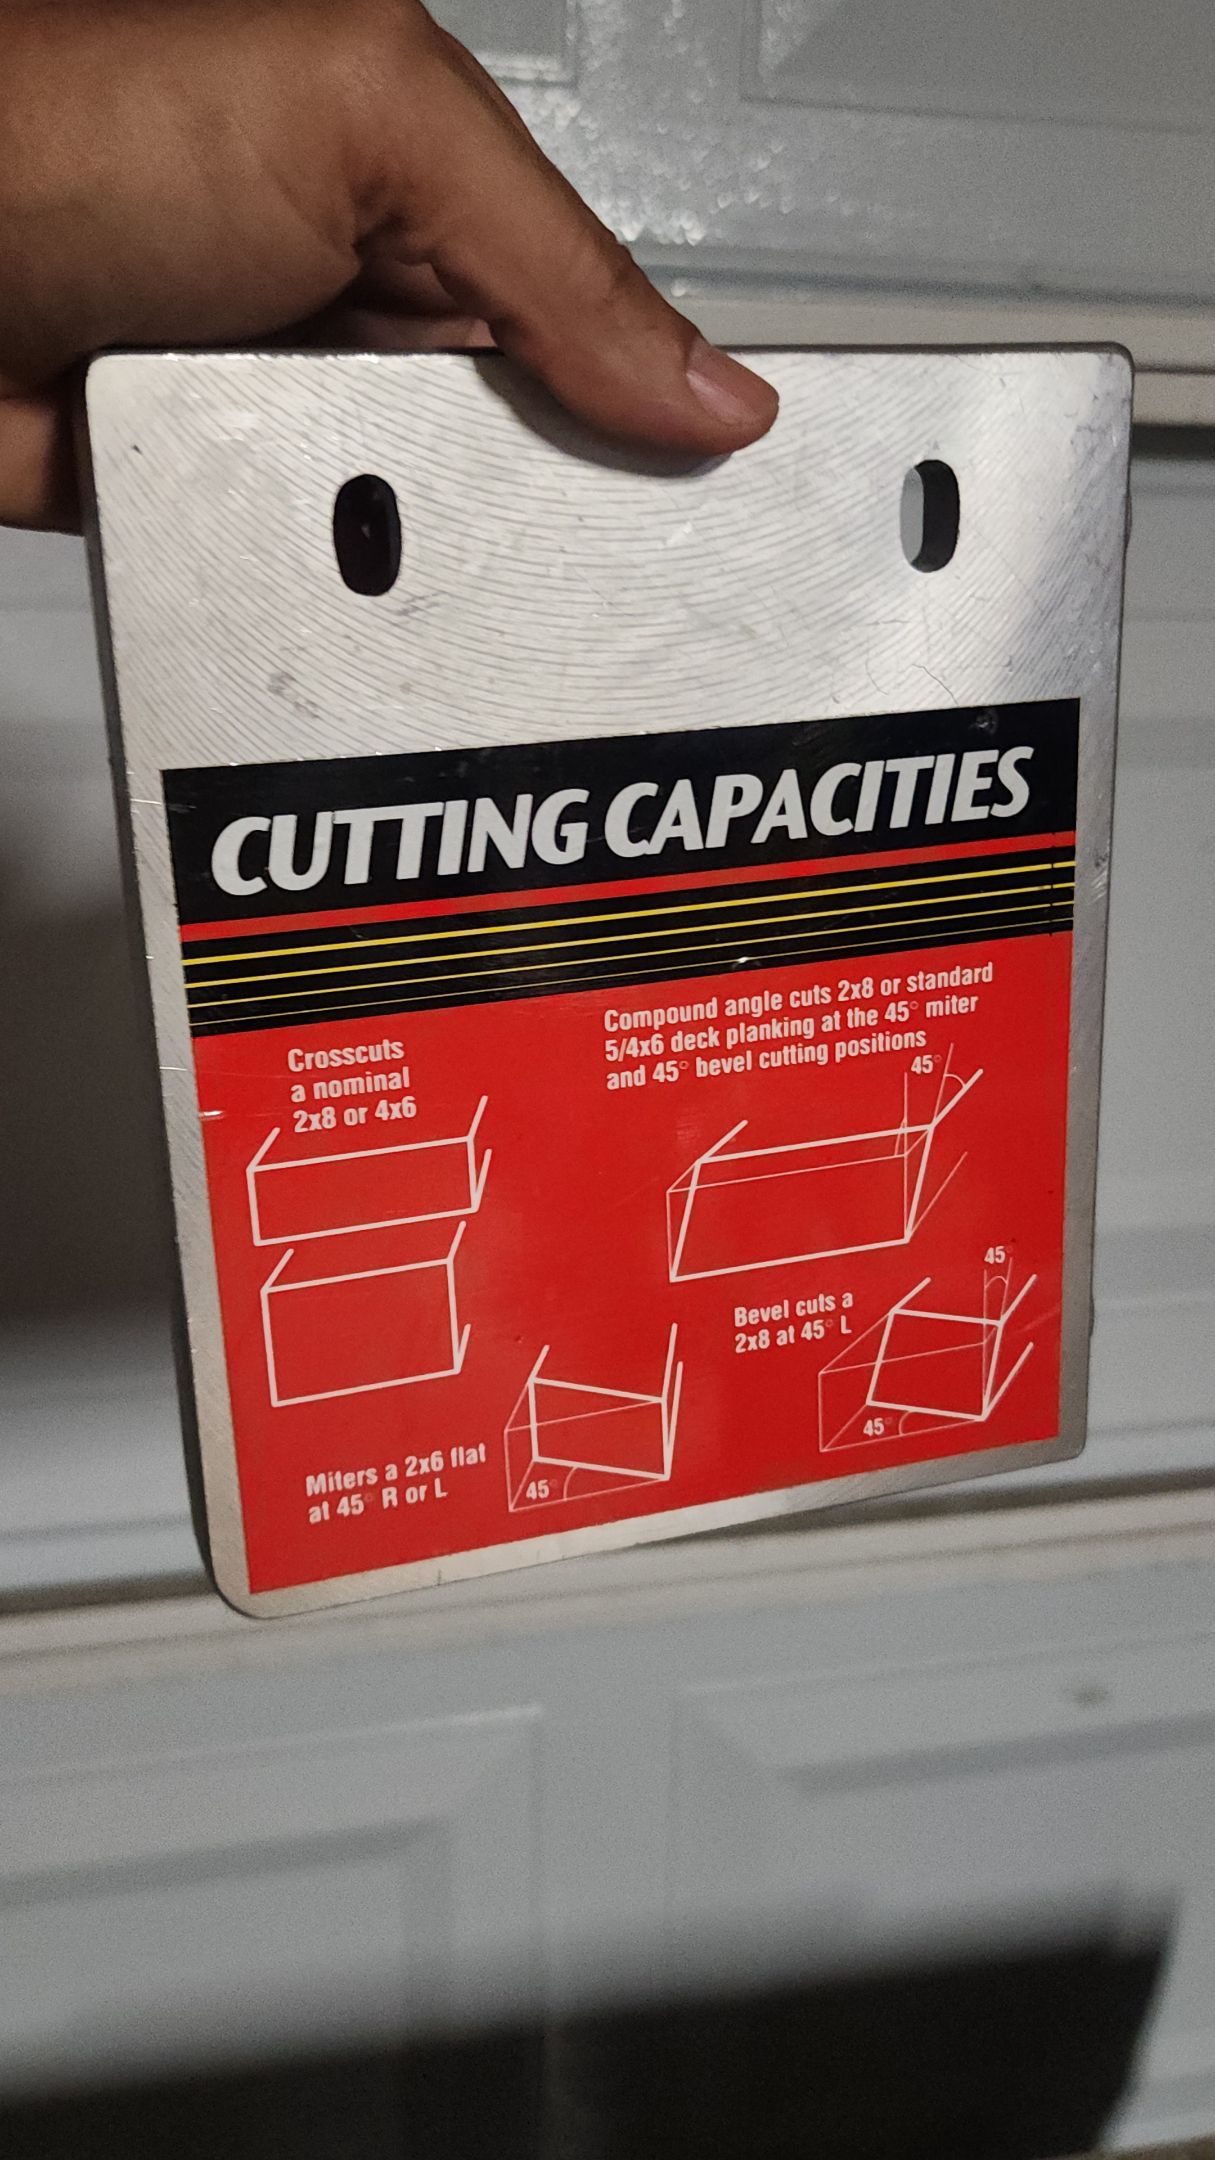 CUTTING CAPACITIES
Crosscuts
a nominal
2x8 or 4x6
Compound angle cuts 2x8 or standard
5/4x6 deck planking at the 45° miter
and 45° bevel cutting positions
45°
Bevel cuts a
2x8 at 45° L
45°
45°
Miters a 2x6 flat
at 45° R or L
45°